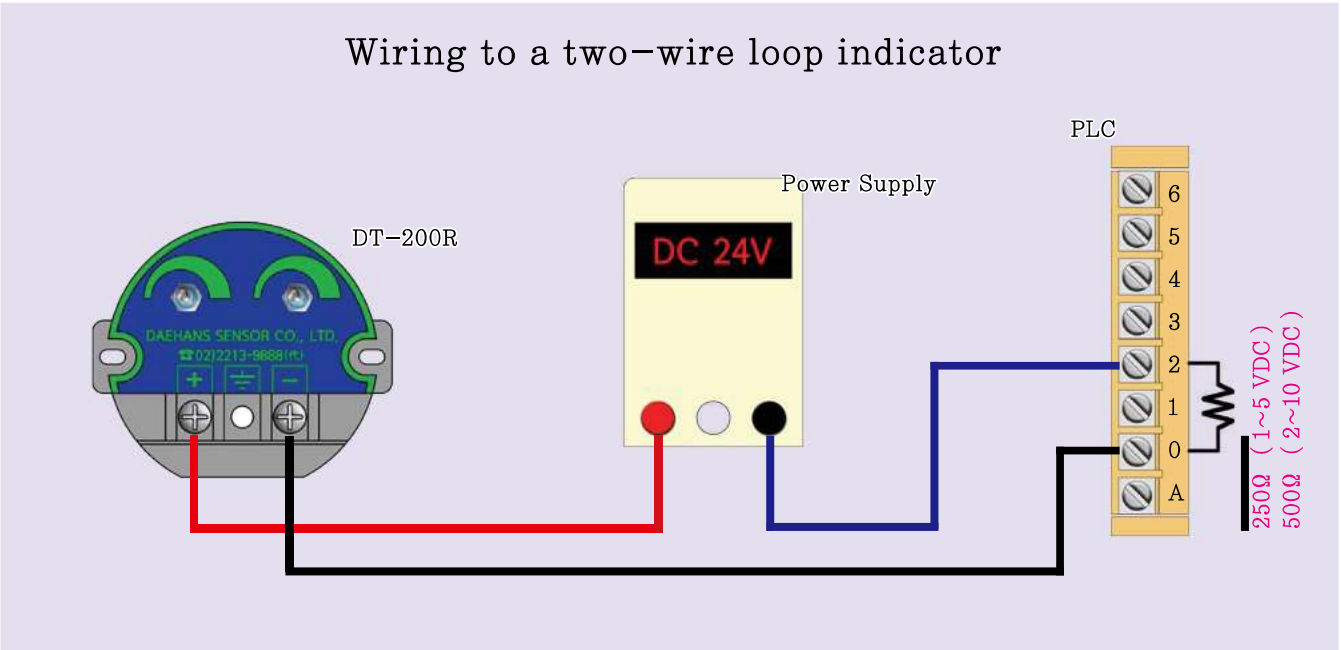 Wiring to a two-wire loop indicator
PLC
Power Supply
DT-200R
DC 24V
DAEHANS SENSOR CO., LTD.
☎02)2213-9888(ft)
+ −
6
5
4
3
2
1
0
A
250Ω ( 1~5 VDC )
500Ω ( 2~10 VDC )